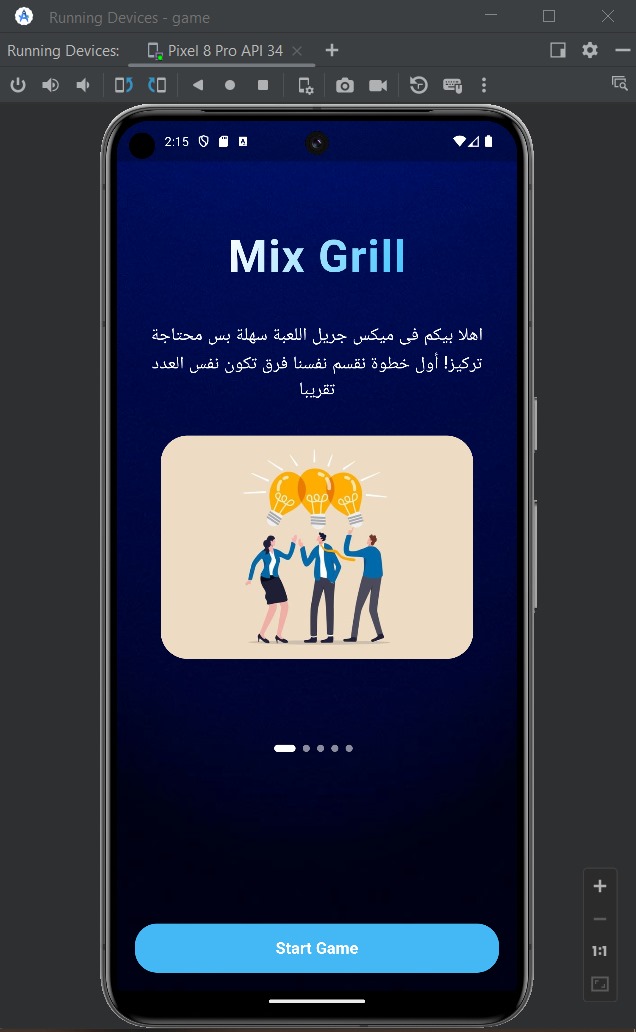 Running Devices - game
Running Devices:
Pixel 8 Pro API 34
2:15
Mix Grill
اهلا بيكم فى ميكس جريل اللعبة سهلة بس محتاجة
تركيز! أول خطوة نقسم نفسنا فرق تكون نفس العدد
تقريبا
1:1
Start Game